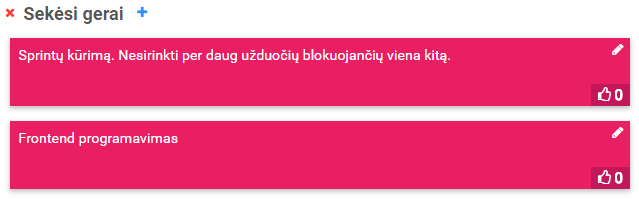 Sekėsi gerai
Sprintų kūrimą. Nesirinkti per daug užduočių blokuojančių viena kitą.
0
Frontend programavimas
0